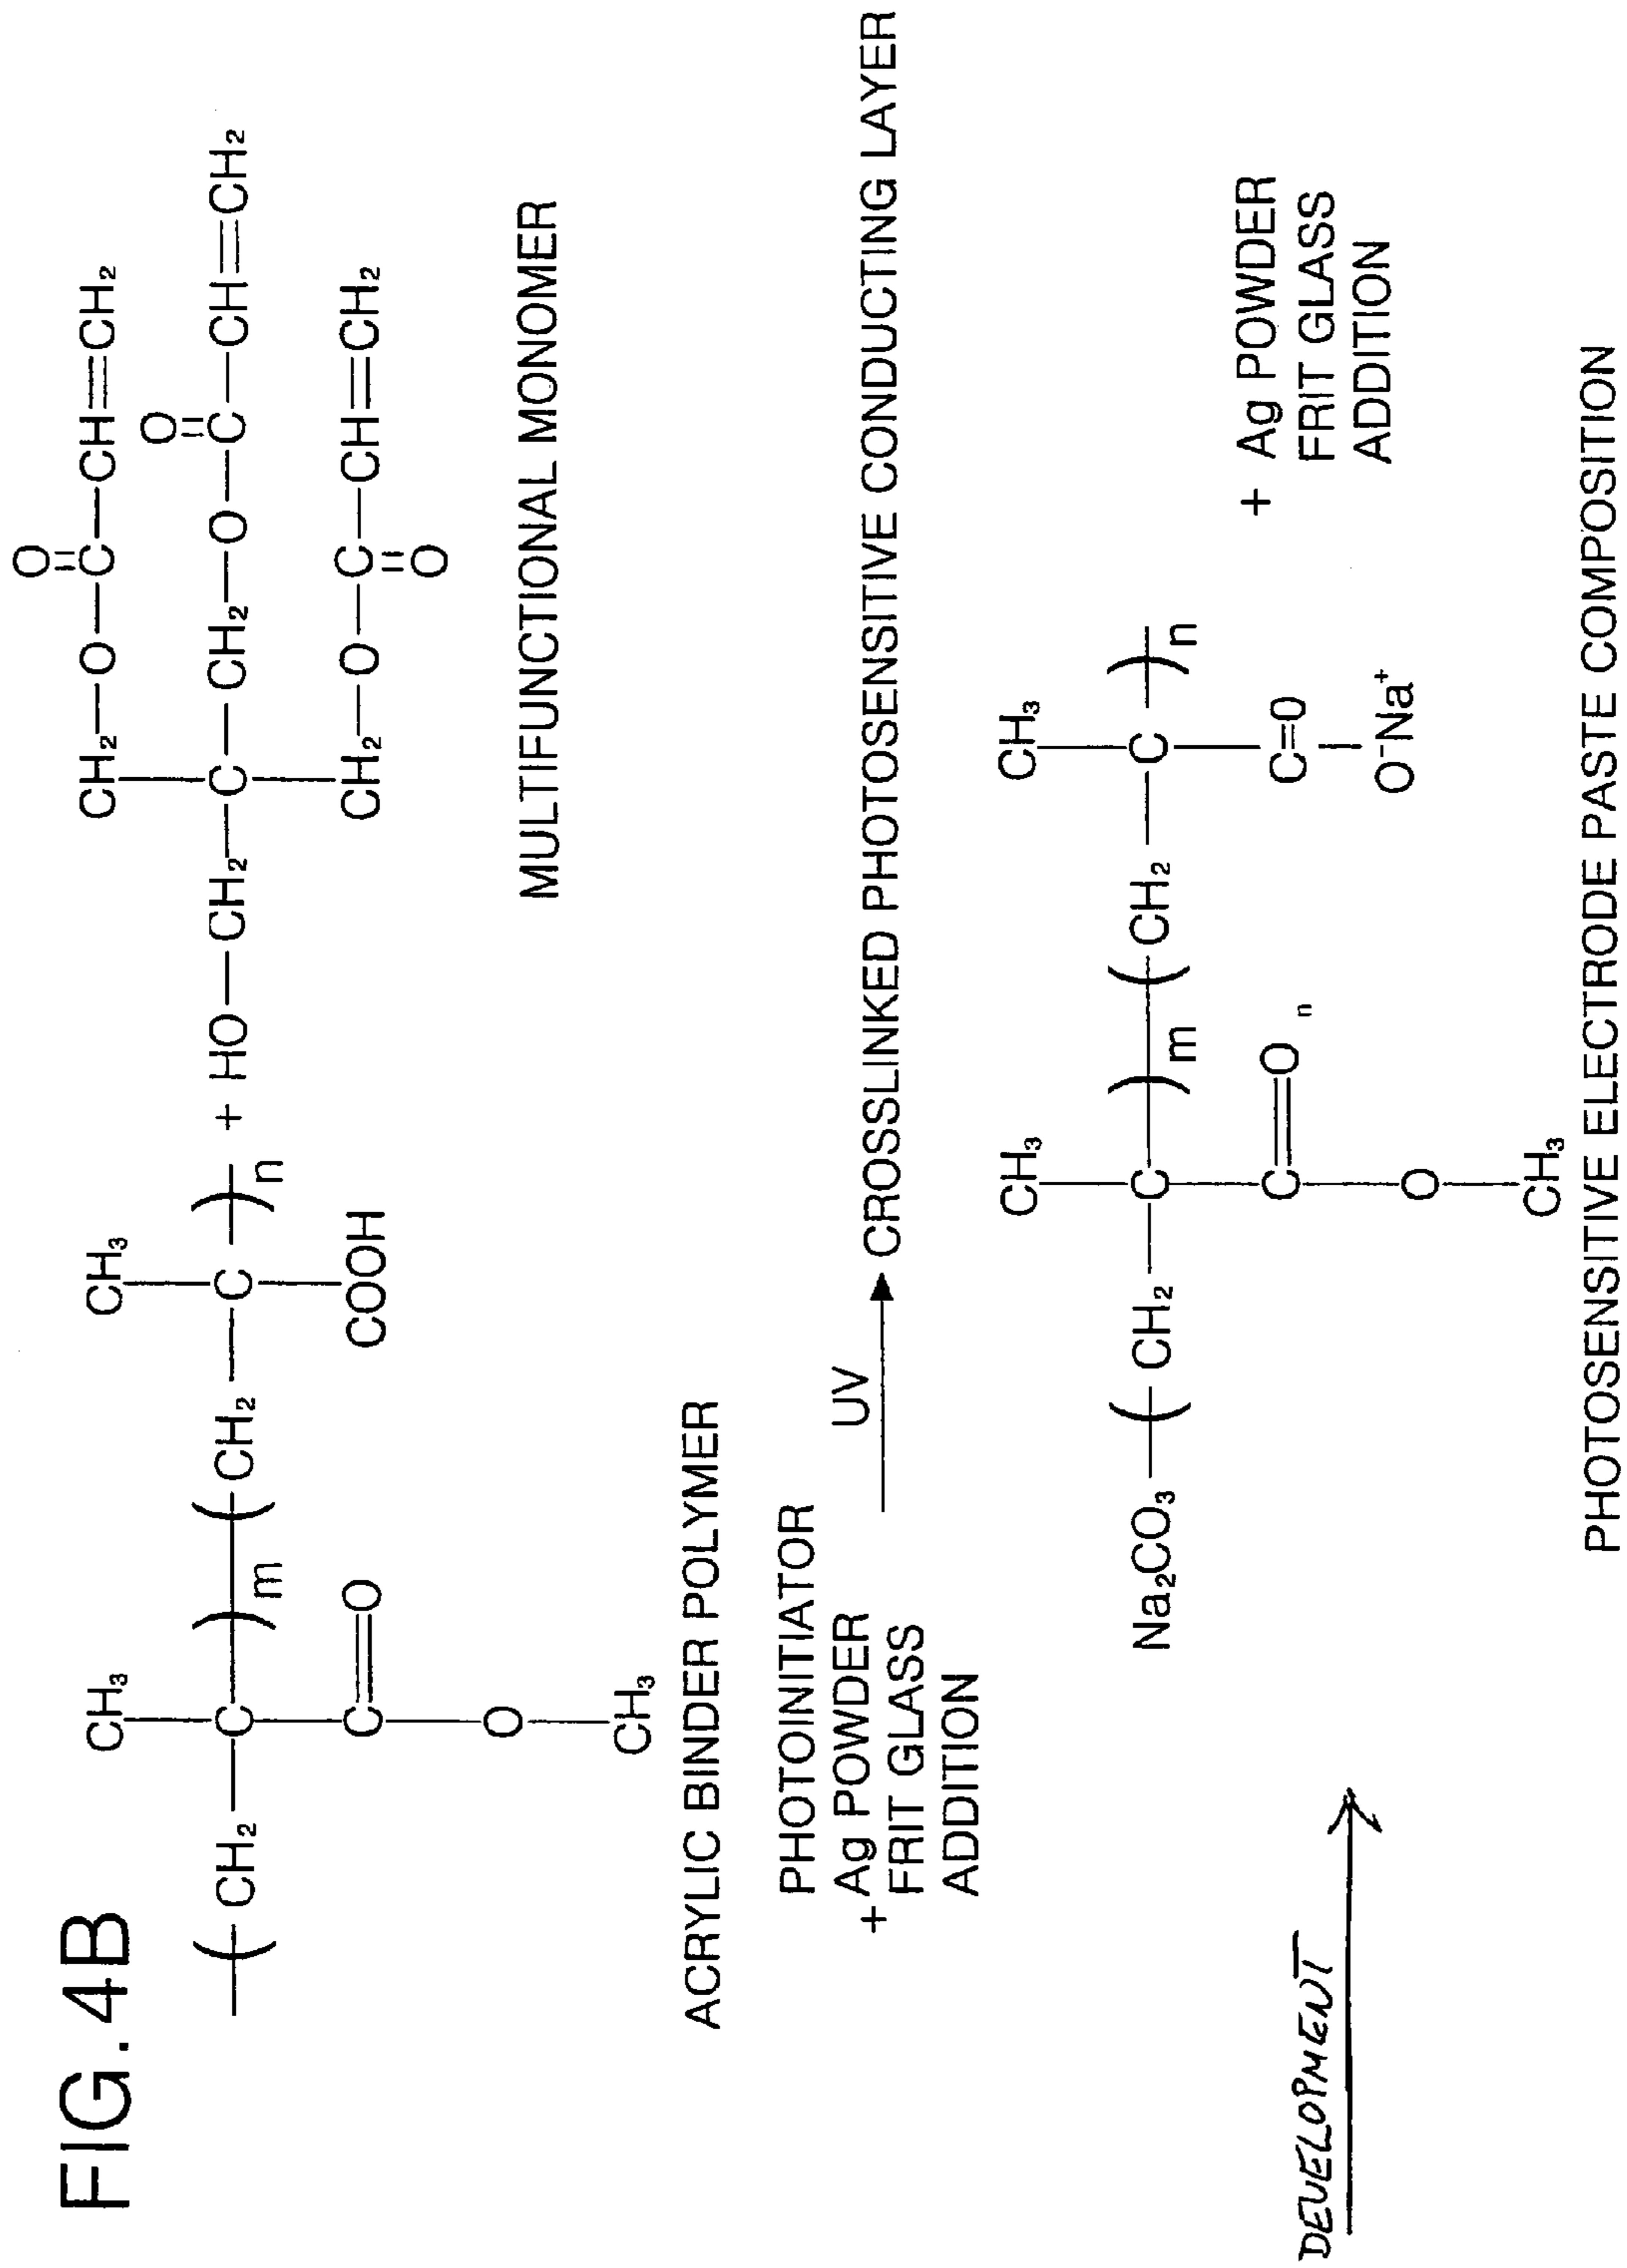 FIG.4B
CH3 CH3 CH2—O—C—CH=CH2
O
—(CH2—C)m(CH2—C)n— + HO—CH2—C—CH2—O—C—CH=CH2
O
C=O COOH CH2—O—C—CH=CH2
O
O
CH3
ACRYLIC BINDER POLYMER
MULTIFUNCTIONAL MONOMER
PHOTOINITIATOR
+ Ag POWDER
FRIT GLASS
ADDITION
UV
CROSSLINKED PHOTOSENSITIVE CONDUCTING LAYER
DEVELOPMENT
CH3 CH3
Na2CO3—(CH2—C)m(CH2—C)n—
C=O n C=O
O O-Na+
CH3
+ Ag POWDER
FRIT GLASS
ADDITION
PHOTOSENSITIVE ELECTRODE PASTE COMPOSITION